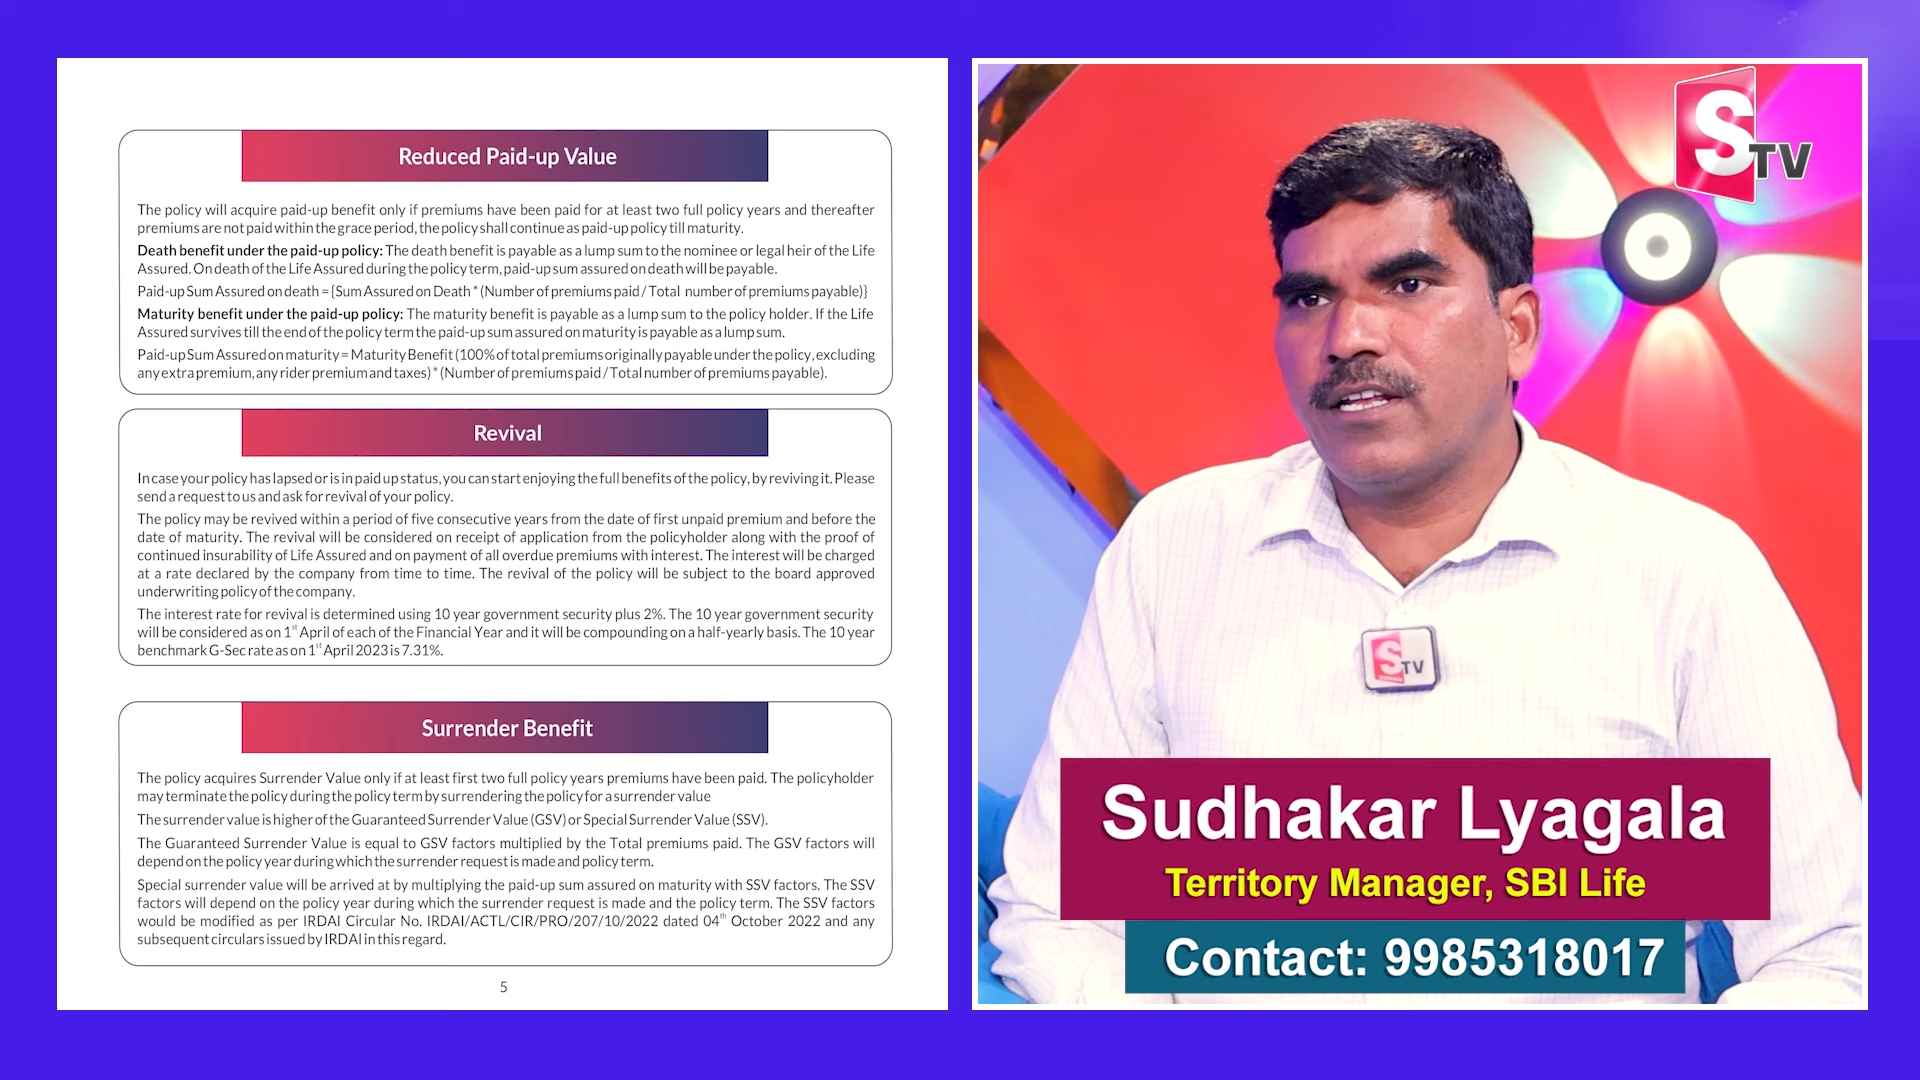 Reduced Paid-up Value
The policy will acquire paid-up benefit only if premiums have been paid for at least two full policy years and thereafter
premiums are not paid within the grace period, the policy shall continue as paid-up policy till maturity.
Death benefit under the paid-up policy: The death benefit is payable as a lump sum to the nominee or legal heir of the Life
Assured. On death of the Life Assured during the policy term, paid-up sum assured on death will be payable.
Paid-up Sum Assured on death = {Sum Assured on Death * (Number of premiums paid / Total number of premiums payable)}
Maturity benefit under the paid-up policy: The maturity benefit is payable as a lump sum to the policy holder. If the Life
Assured survives till the end of the policy term the paid-up sum assured on maturity is payable as a lump sum.
Paid-up Sum Assured on maturity = Maturity Benefit (100% of total premiums originally payable under the policy, excluding
any extra premium, any rider premium and taxes) * (Number of premiums paid / Total number of premiums payable).
Revival
In case your policy has lapsed or is in paid up status, you can start enjoying the full benefits of the policy, by reviving it. Please
send a request to us and ask for revival of your policy.
The policy may be revived within a period of five consecutive years from the date of first unpaid premium and before the
date of maturity. The revival will be considered on receipt of application from the policyholder along with the proof of
continued insurability of Life Assured and on payment of all overdue premiums with interest. The interest will be charged
at a rate declared by the company from time to time. The revival of the policy will be subject to the board approved
underwriting policy of the company.
The interest rate for revival is determined using 10 year government security plus 2%. The 10 year government security
will be considered as on 1st April of each of the Financial Year and it will be compounding on a half-yearly basis. The 10 year
benchmark G-Sec rate as on 1st April 2023 is 7.31%.
Surrender Benefit
The policy acquires Surrender Value only if at least first two full policy years premiums have been paid. The policyholder
may terminate the policy during the policy term by surrendering the policy for a surrender value
The surrender value is higher of the Guaranteed Surrender Value (GSV) or Special Surrender Value (SSV).
The Guaranteed Surrender Value is equal to GSV factors multiplied by the Total premiums paid. The GSV factors will
depend on the policy year during which the surrender request is made and policy term.
Special surrender value will be arrived at by multiplying the paid-up sum assured on maturity with SSV factors. The SSV
factors will depend on the policy year during which the surrender request is made and the policy term. The SSV factors
would be modified as per IRDAI Circular No. IRDAI/ACTL/CIR/PRO/207/10/2022 dated 04th October 2022 and any
subsequent circulars issued by IRDAI in this regard.
5
STV
STV
Sudhakar Lyagala
Territory Manager, SBI Life
Contact: 9985318017